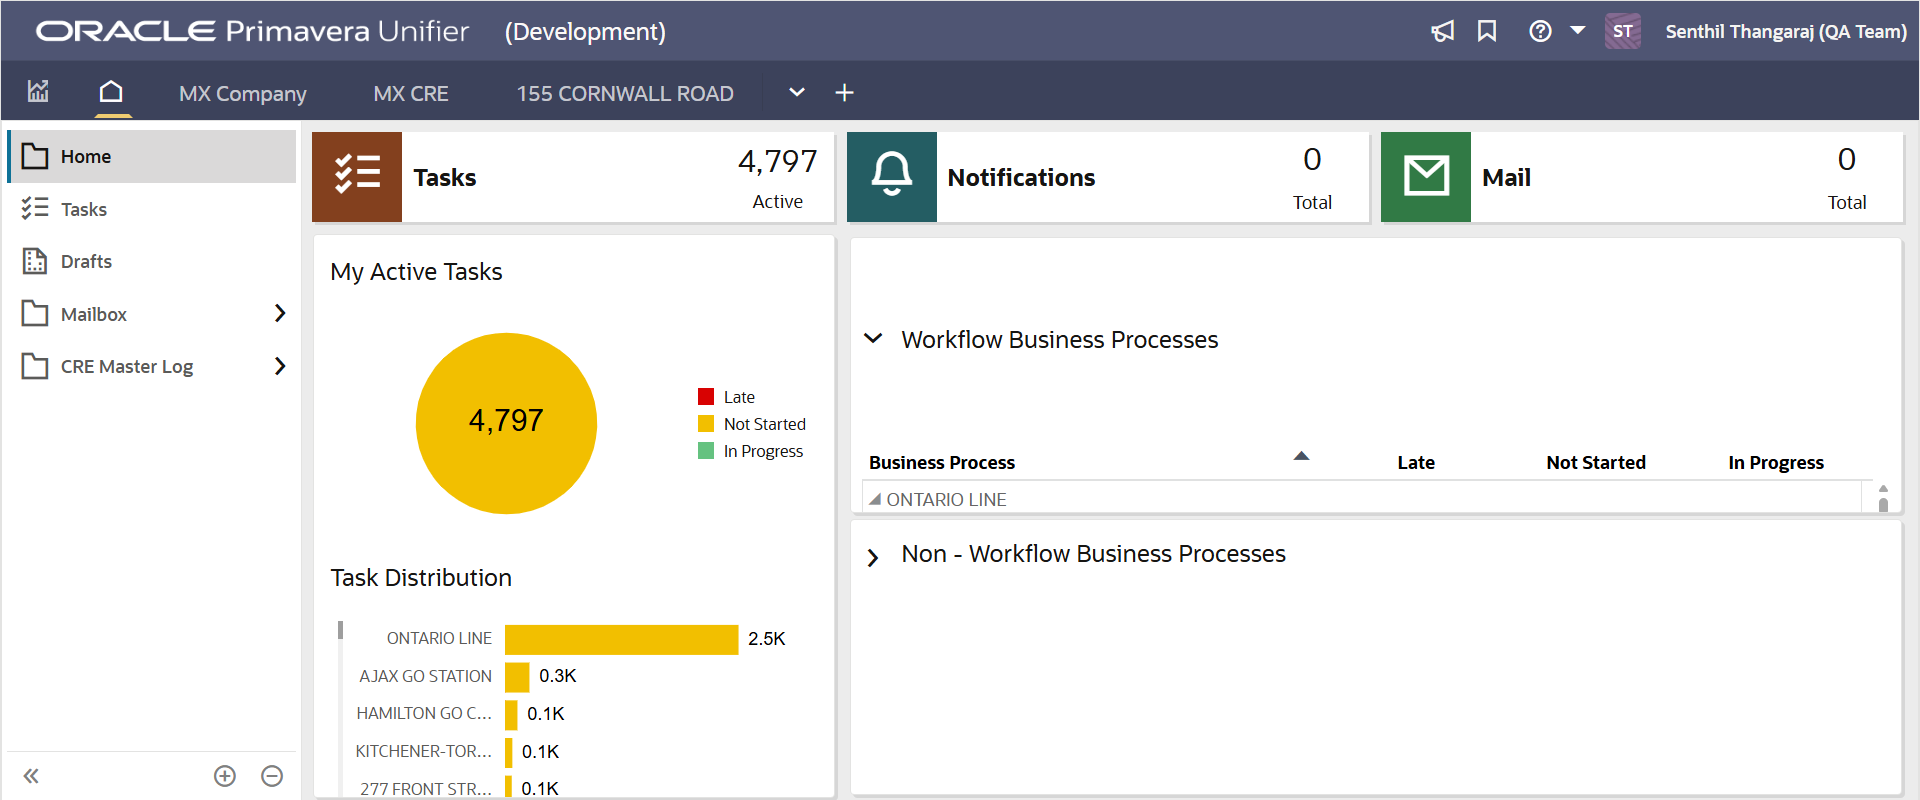 ORACLE Primavera Unifier (Development)
ST Senthil Thangaraj (QA Team)
MX Company MX CRE 155 CORNWALL ROAD
Home
Tasks
Drafts
Mailbox
CRE Master Log
Tasks 4,797 Active
Notifications 0 Total
Mail 0 Total
My Active Tasks
4,797
Late
Not Started
In Progress
Task Distribution
ONTARIO LINE 2.5K
AJAX GO STATION 0.3K
HAMILTON GO C... 0.1K
KITCHENER-TOR... 0.1K
277 FRONT STR... 0.1K
Workflow Business Processes
Business Process Late Not Started In Progress
ONTARIO LINE
Non - Workflow Business Processes